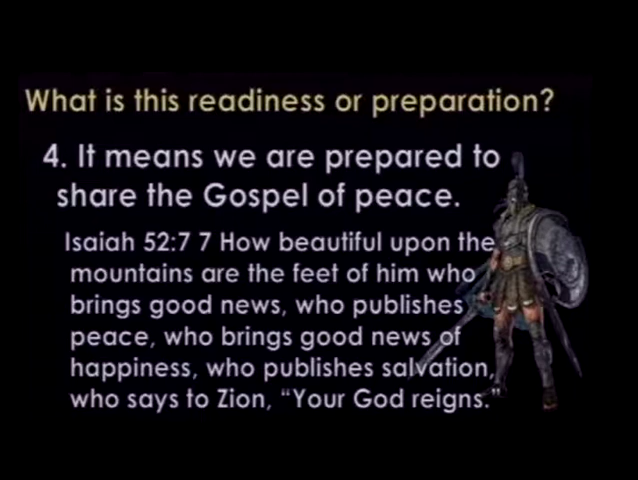 What is this readiness or preparation?
4. It means we are prepared to
share the Gospel of peace.
Isaiah 52:7 7 How beautiful upon the
mountains are the feet of him who
brings good news, who publishes
peace, who brings good news of
happiness, who publishes salvation,
who says to Zion, “Your God reigns.”